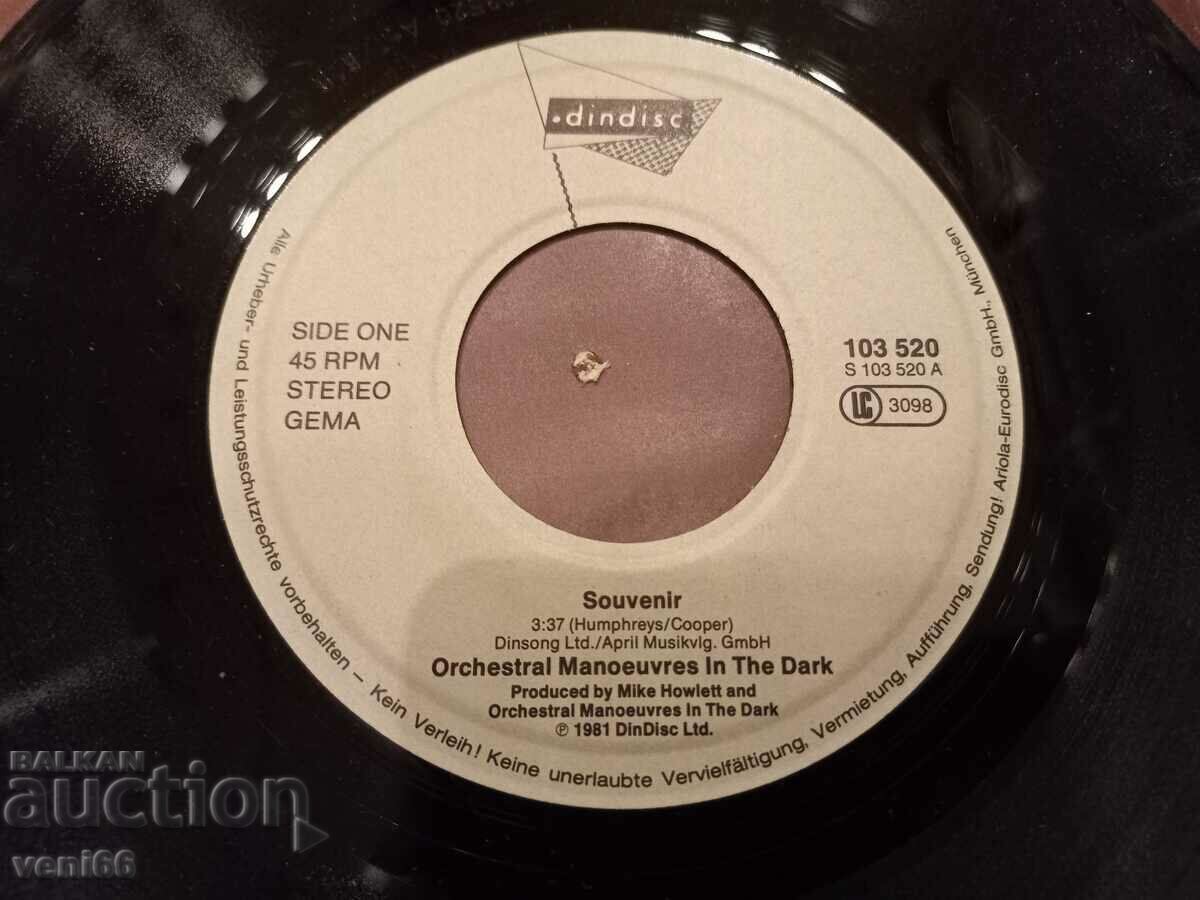 •dindisc
SIDE ONE
45 RPM
STEREO
GEMA
103 520
S 103 520 A
LC 3098
Souvenir
3:37 (Humphreys/Cooper)
Dinsong Ltd./April Musikvlg. GmbH
Orchestral Manoeuvres In The Dark
Produced by Mike Howlett and
Orchestral Manoeuvres In The Dark
℗ 1981 DinDisc Ltd.
Alle Urheber- und Leistungsschutzrechte vorbehalten – Kein Verleih! Keine unerlaubte Vervielfältigung, Vermietung, Aufführung, Sendung! Ariola-Eurodisc GmbH., München
BALKAN
auction
veni66